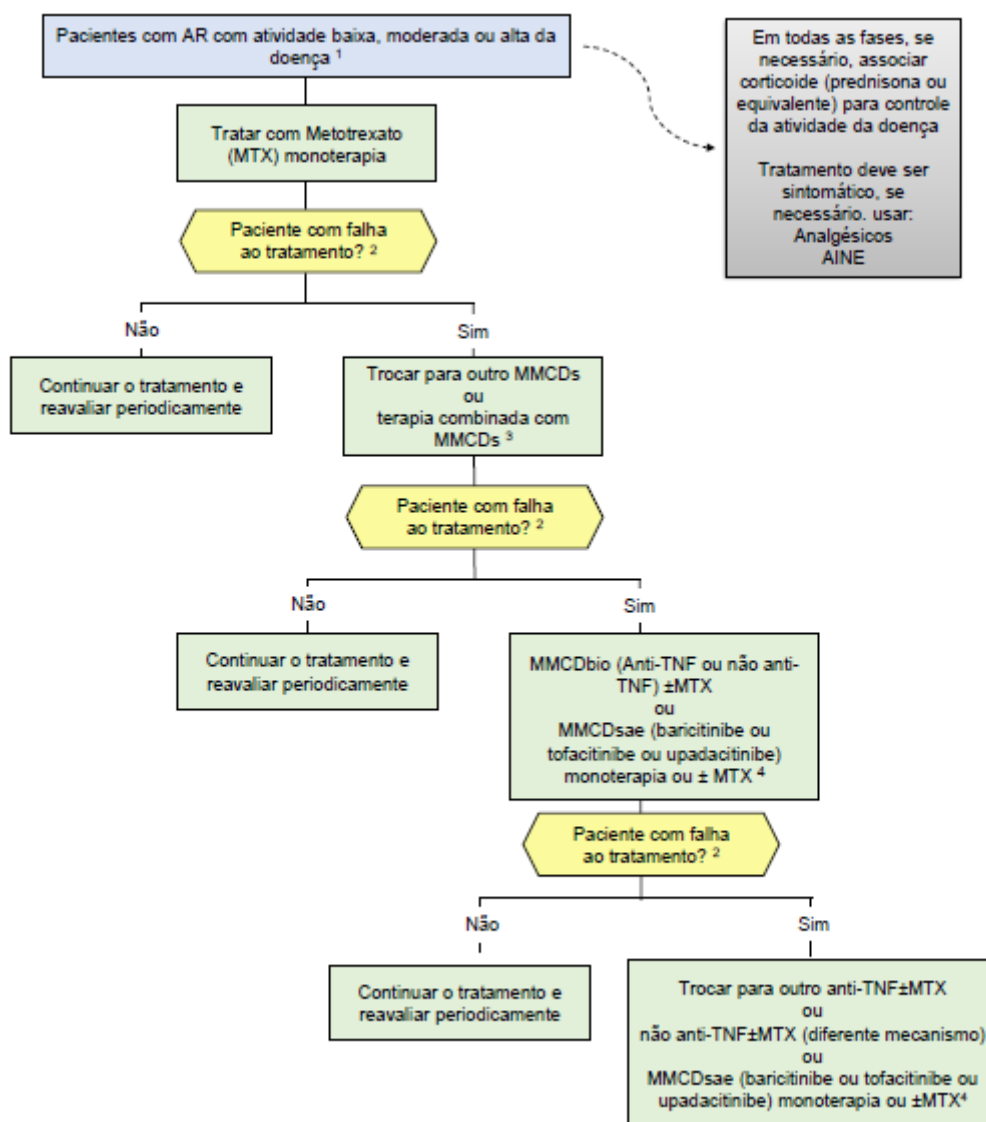 Pacientes com AR com atividade baixa, moderada ou alta da
doença ¹
Em todas as fases, se
necessário, associar
corticoide (prednisona ou
equivalente) para controle
da atividade da doença
Tratamento deve ser
sintomático, se
necessário. usar:
Analgésicos
AINE
Tratar com Metotrexato
(MTX) monoterapia
Paciente com falha
ao tratamento? ²
Não
Sim
Continuar o tratamento e
reavaliar periodicamente
Trocar para outro MMCDs
ou
terapia combinada com
MMCDs ³
Paciente com falha
ao tratamento? ²
Não
Sim
Continuar o tratamento e
reavaliar periodicamente
MMCDbio (Anti-TNF ou não anti-
TNF) ±MTX
ou
MMCDsae (baricitinibe ou
tofacitinibe ou upadacitinibe)
monoterapia ou ± MTX ⁴
Paciente com falha
ao tratamento? ²
Não
Sim
Continuar o tratamento e
reavaliar periodicamente
Trocar para outro anti-TNF±MTX
ou
não anti-TNF±MTX (diferente mecanismo)
ou
MMCDsae (baricitinibe ou tofacitinibe ou
upadacitinibe) monoterapia ou ±MTX⁴